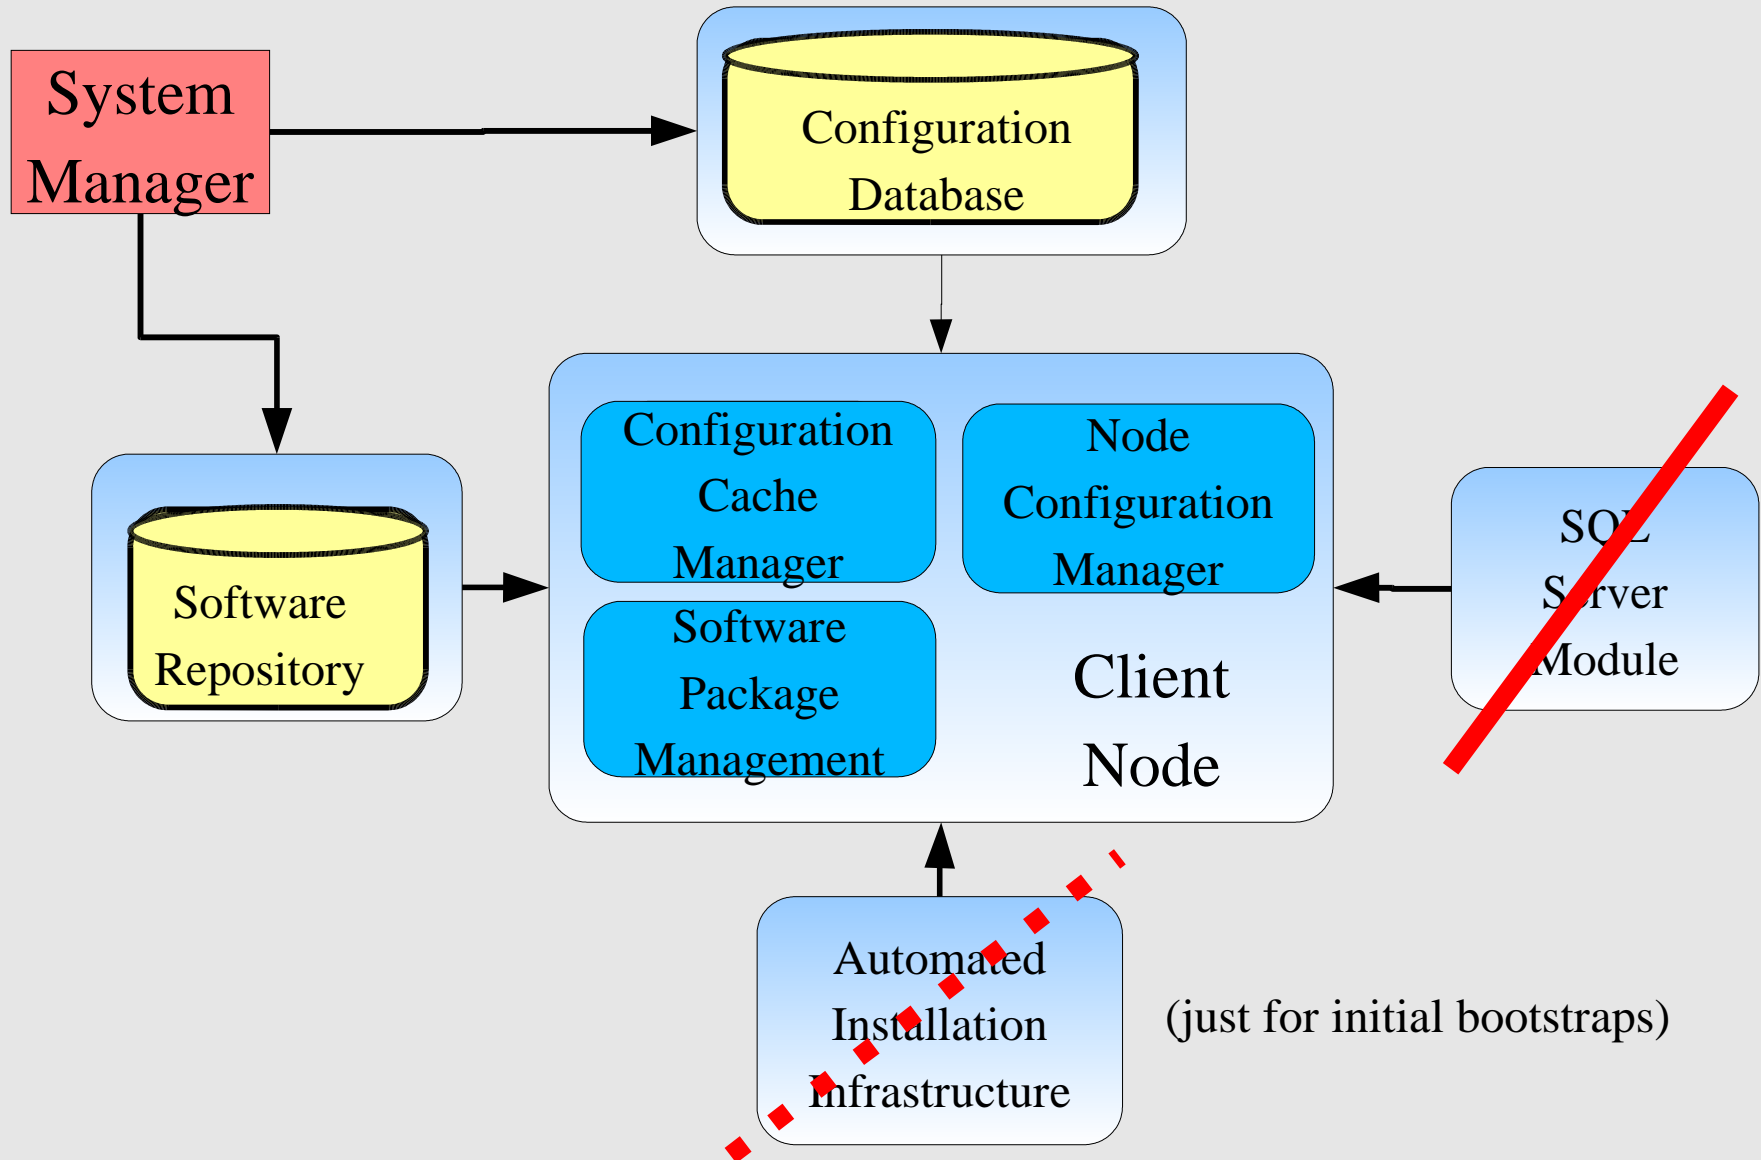 System
Manager
Configuration
Database
Configuration
Cache
Manager
Node
Configuration
Manager
Software
Repository
Software
Package
Management
Client
Node
SQL
Server
Module
Automated
Installation
Infrastructure
(just for initial bootstraps)